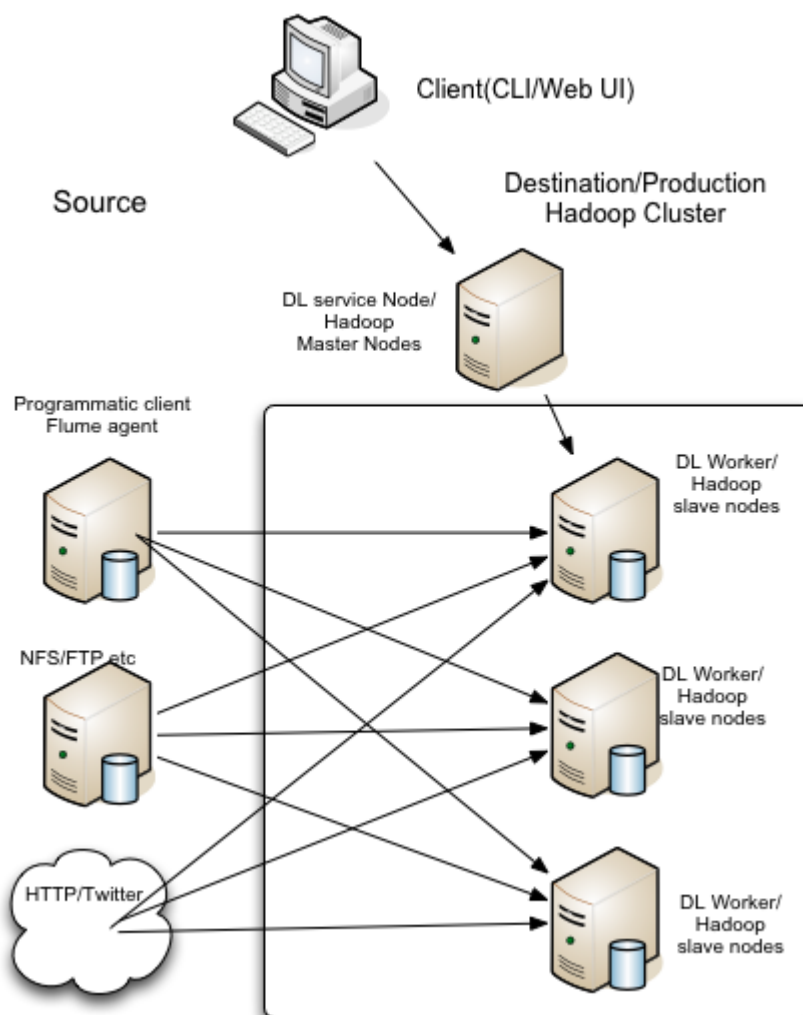 Client(CLI/Web UI)
Source
Destination/Production
Hadoop Cluster
DL service Node/
Hadoop
Master Nodes
Programmatic client
Flume agent
DL Worker/
Hadoop
slave nodes
NFS/FTP etc
DL Worker/
Hadoop
slave nodes
HTTP/Twitter
DL Worker/
Hadoop
slave nodes